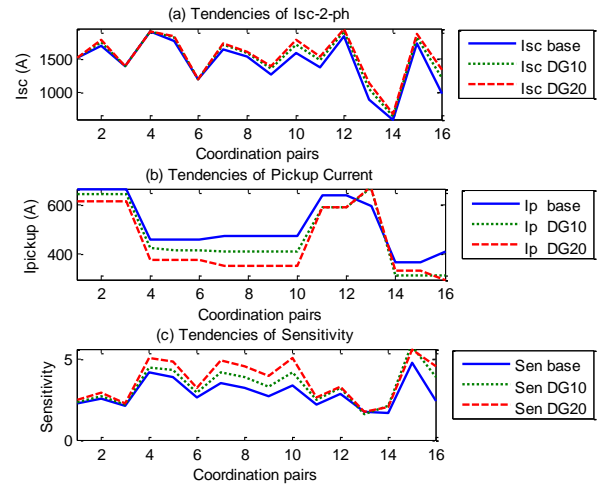 (a) Tendencies of Isc-2-ph
Isc (A)
1500
1000
2 4 6 8 10 12 14 16
Coordination pairs
Isc base
Isc DG10
Isc DG20
(b) Tendencies of Pickup Current
Ipickup (A)
600
400
2 4 6 8 10 12 14 16
Coordination pairs
Ip base
Ip DG10
Ip DG20
(c) Tendencies of Sensitivity
Sensitivity
5
0
2 4 6 8 10 12 14 16
Coordination pairs
Sen base
Sen DG10
Sen DG20